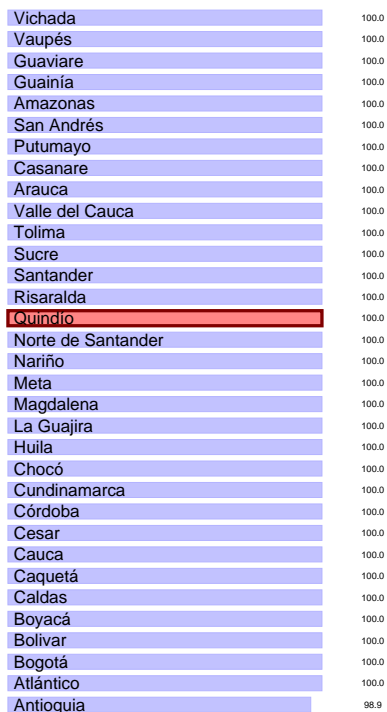 Vichada 100.0
Vaupés 100.0
Guaviare 100.0
Guainía 100.0
Amazonas 100.0
San Andrés 100.0
Putumayo 100.0
Casanare 100.0
Arauca 100.0
Valle del Cauca 100.0
Tolima 100.0
Sucre 100.0
Santander 100.0
Risaralda 100.0
Quindío 100.0
Norte de Santander 100.0
Nariño 100.0
Meta 100.0
Magdalena 100.0
La Guajira 100.0
Huila 100.0
Chocó 100.0
Cundinamarca 100.0
Córdoba 100.0
Cesar 100.0
Cauca 100.0
Caquetá 100.0
Caldas 100.0
Boyacá 100.0
Bolivar 100.0
Bogotá 100.0
Atlántico 100.0
Antioquia 98.9